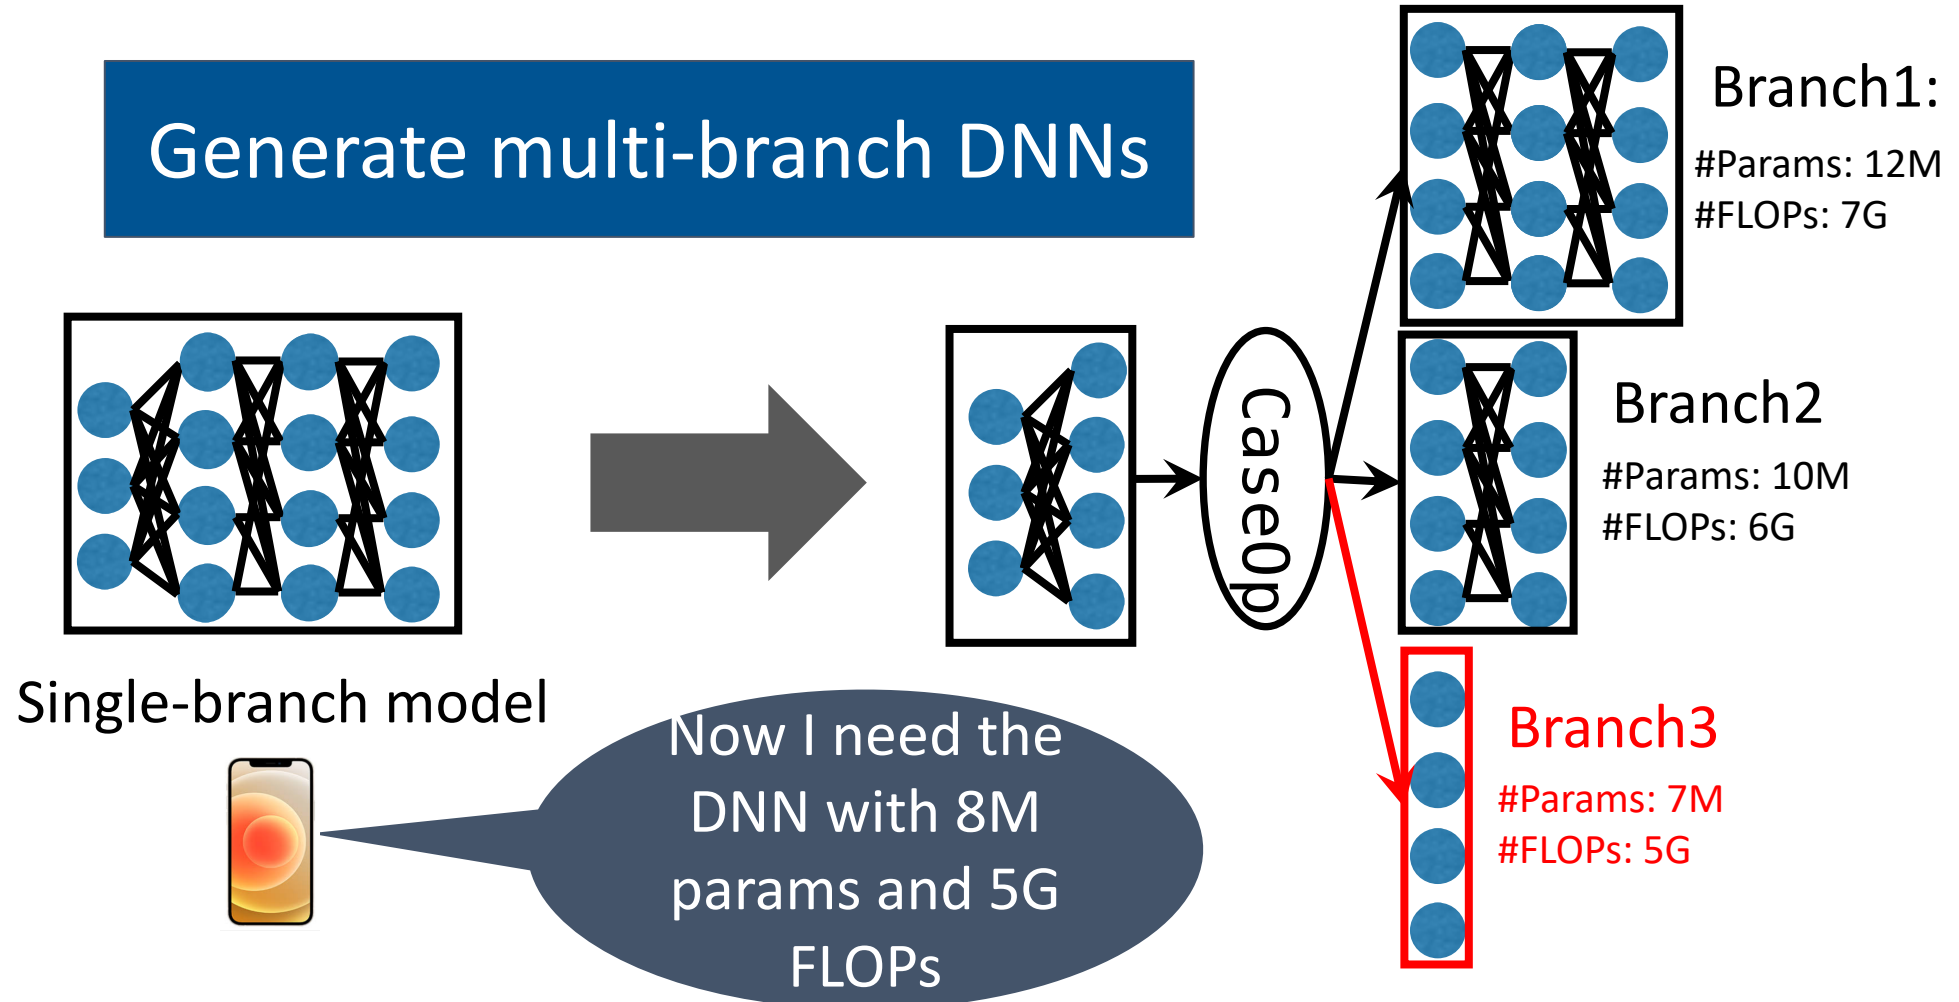 Generate multi-branch DNNs
Branch1:
#Params: 12M
#FLOPs: 7G
CaseOp
Branch2
#Params: 10M
#FLOPs: 6G
Single-branch model
Now I need the
DNN with 8M
params and 5G
FLOPs
Branch3
#Params: 7M
#FLOPs: 5G